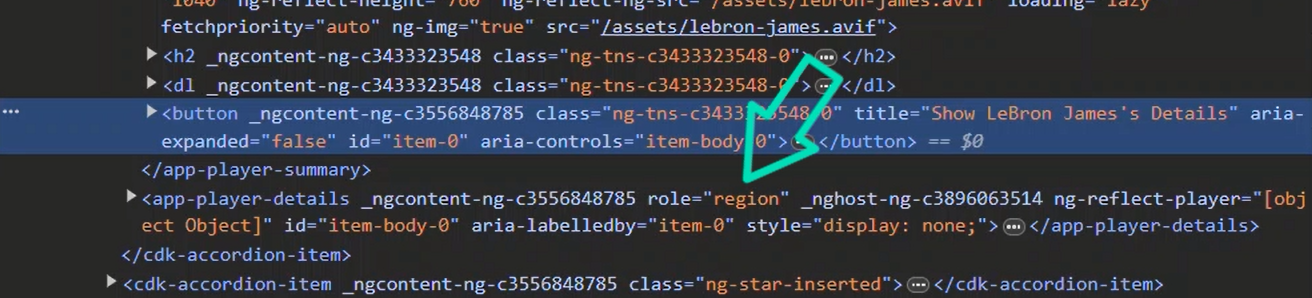 1040" ng-reflect-height="760" ng-reflect-ng-src="/assets/lebron-james.avif" loading="lazy"
fetchpriority="auto" ng-img="true" src="/assets/lebron-james.avif">
<h2 _ngcontent-ng-c3433323548 class="ng-tns-c3433323548-0">…</h2>
<dl _ngcontent-ng-c3433323548 class="ng-tns-c3433323548-0">…</dl>
… <button _ngcontent-ng-c3556848785 class="ng-tns-c3433323548-0" title="Show LeBron James's Details" aria-
expanded="false" id="item-0" aria-controls="item-body-0">…</button> == $0
</app-player-summary>
<app-player-details _ngcontent-ng-c3556848785 role="region" _nghost-ng-c3896063514 ng-reflect-player="[obj
ect Object]" id="item-body-0" aria-labelledby="item-0" style="display: none;">…</app-player-details>
</cdk-accordion-item>
<cdk-accordion-item _ngcontent-ng-c3556848785 class="ng-star-inserted">…</cdk-accordion-item>